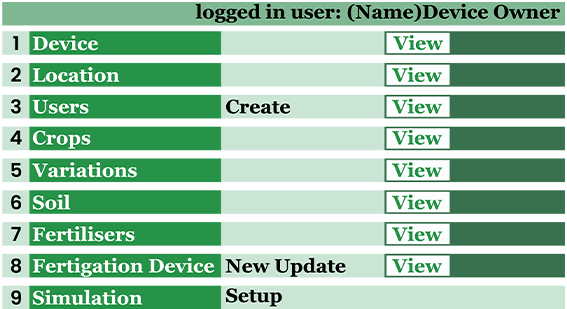 logged in user: (Name)Device Owner
1 Device View
2 Location View
3 Users Create View
4 Crops View
5 Variations View
6 Soil View
7 Fertilisers View
8 Fertigation Device New Update View
9 Simulation Setup